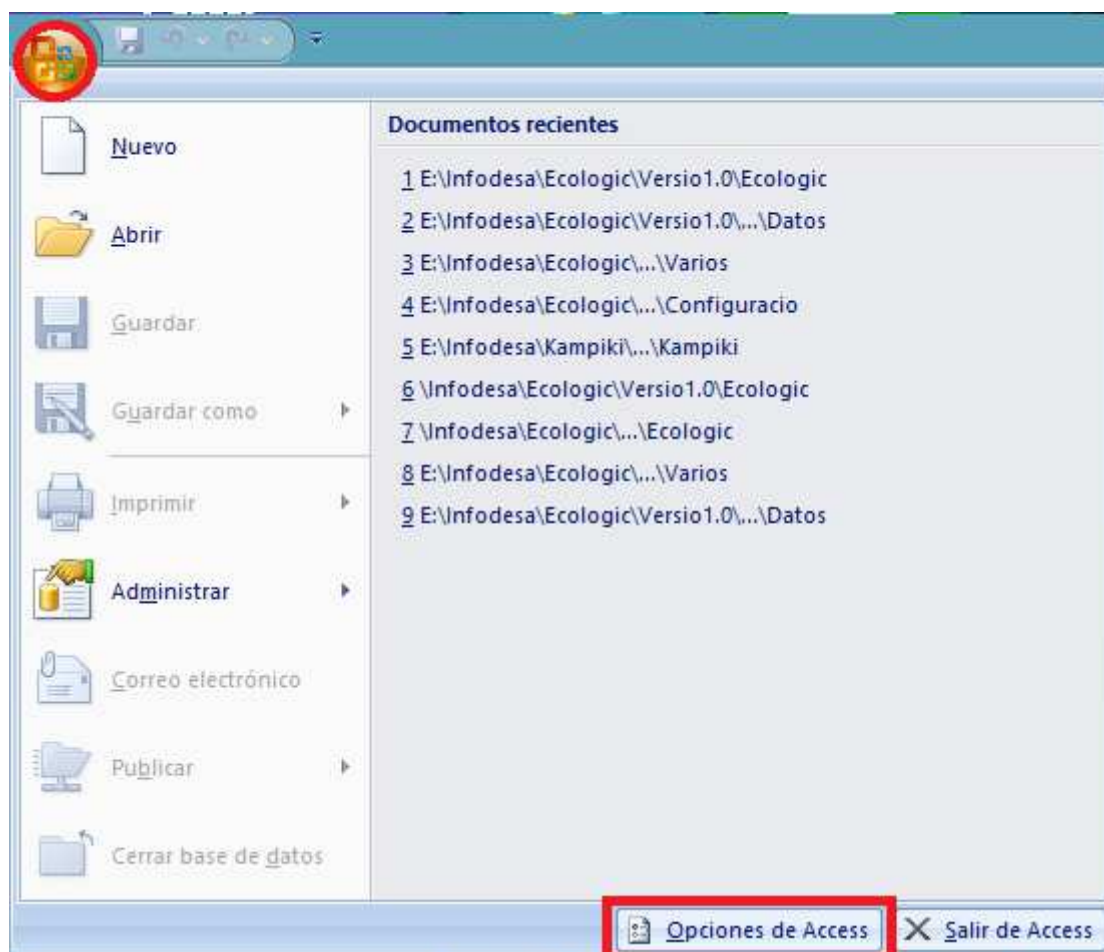 Nuevo
Abrir
Guardar
Guardar como
Imprimir
Administrar
Correo electrónico
Publicar
Cerrar base de datos
Documentos recientes
1 E:\Infodesa\Ecologic\Versio1.0\Ecologic
2 E:\Infodesa\Ecologic\Versio1.0\...\Datos
3 E:\Infodesa\Ecologic\...\Varios
4 E:\Infodesa\Ecologic\...\Configuracio
5 E:\Infodesa\Kampiki\...\Kampiki
6 \Infodesa\Ecologic\Versio1.0\Ecologic
7 \Infodesa\Ecologic\...\Ecologic
8 E:\Infodesa\Ecologic\...\Varios
9 E:\Infodesa\Ecologic\Versio1.0\...\Datos
Opciones de Access
Salir de Access